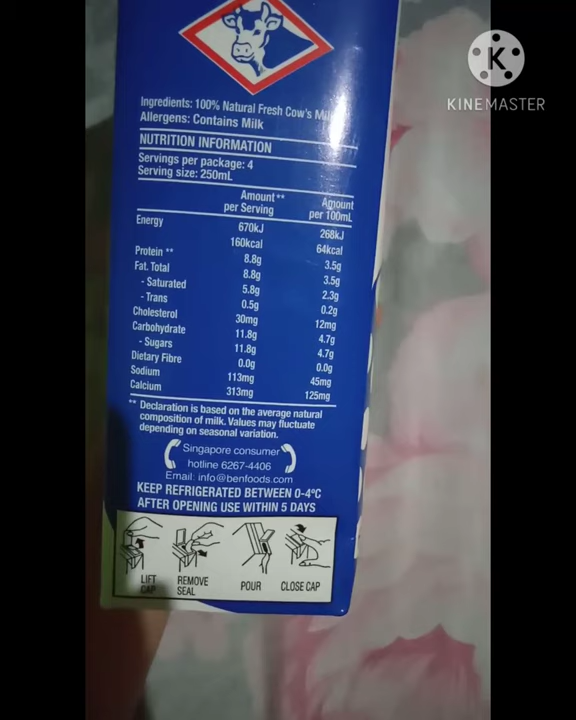 K
KINEMASTER
Ingredients: 100% Natural Fresh Cow's Milk
Allergens: Contains Milk
NUTRITION INFORMATION
Servings per package: 4
Serving size: 250mL
Amount** per Serving Amount per 100mL
Energy 670kJ 268kJ
160kcal 64kcal
Protein ** 8.8g 3.5g
Fat. Total 8.8g 3.5g
- Saturated 5.8g 2.3g
- Trans 0.5g 0.2g
Cholesterol 30mg 12mg
Carbohydrate 11.8g 4.7g
- Sugars 11.8g 4.7g
Dietary Fibre 0.0g 0.0g
Sodium 113mg 45mg
Calcium 313mg 125mg
** Declaration is based on the average natural
composition of milk. Values may fluctuate
depending on seasonal variation.
Singapore consumer
hotline 6267-4406
Email: info@benfoods.com
KEEP REFRIGERATED BETWEEN 0-4°C
AFTER OPENING USE WITHIN 5 DAYS
LIFT CAP
REMOVE SEAL
POUR
CLOSE CAP